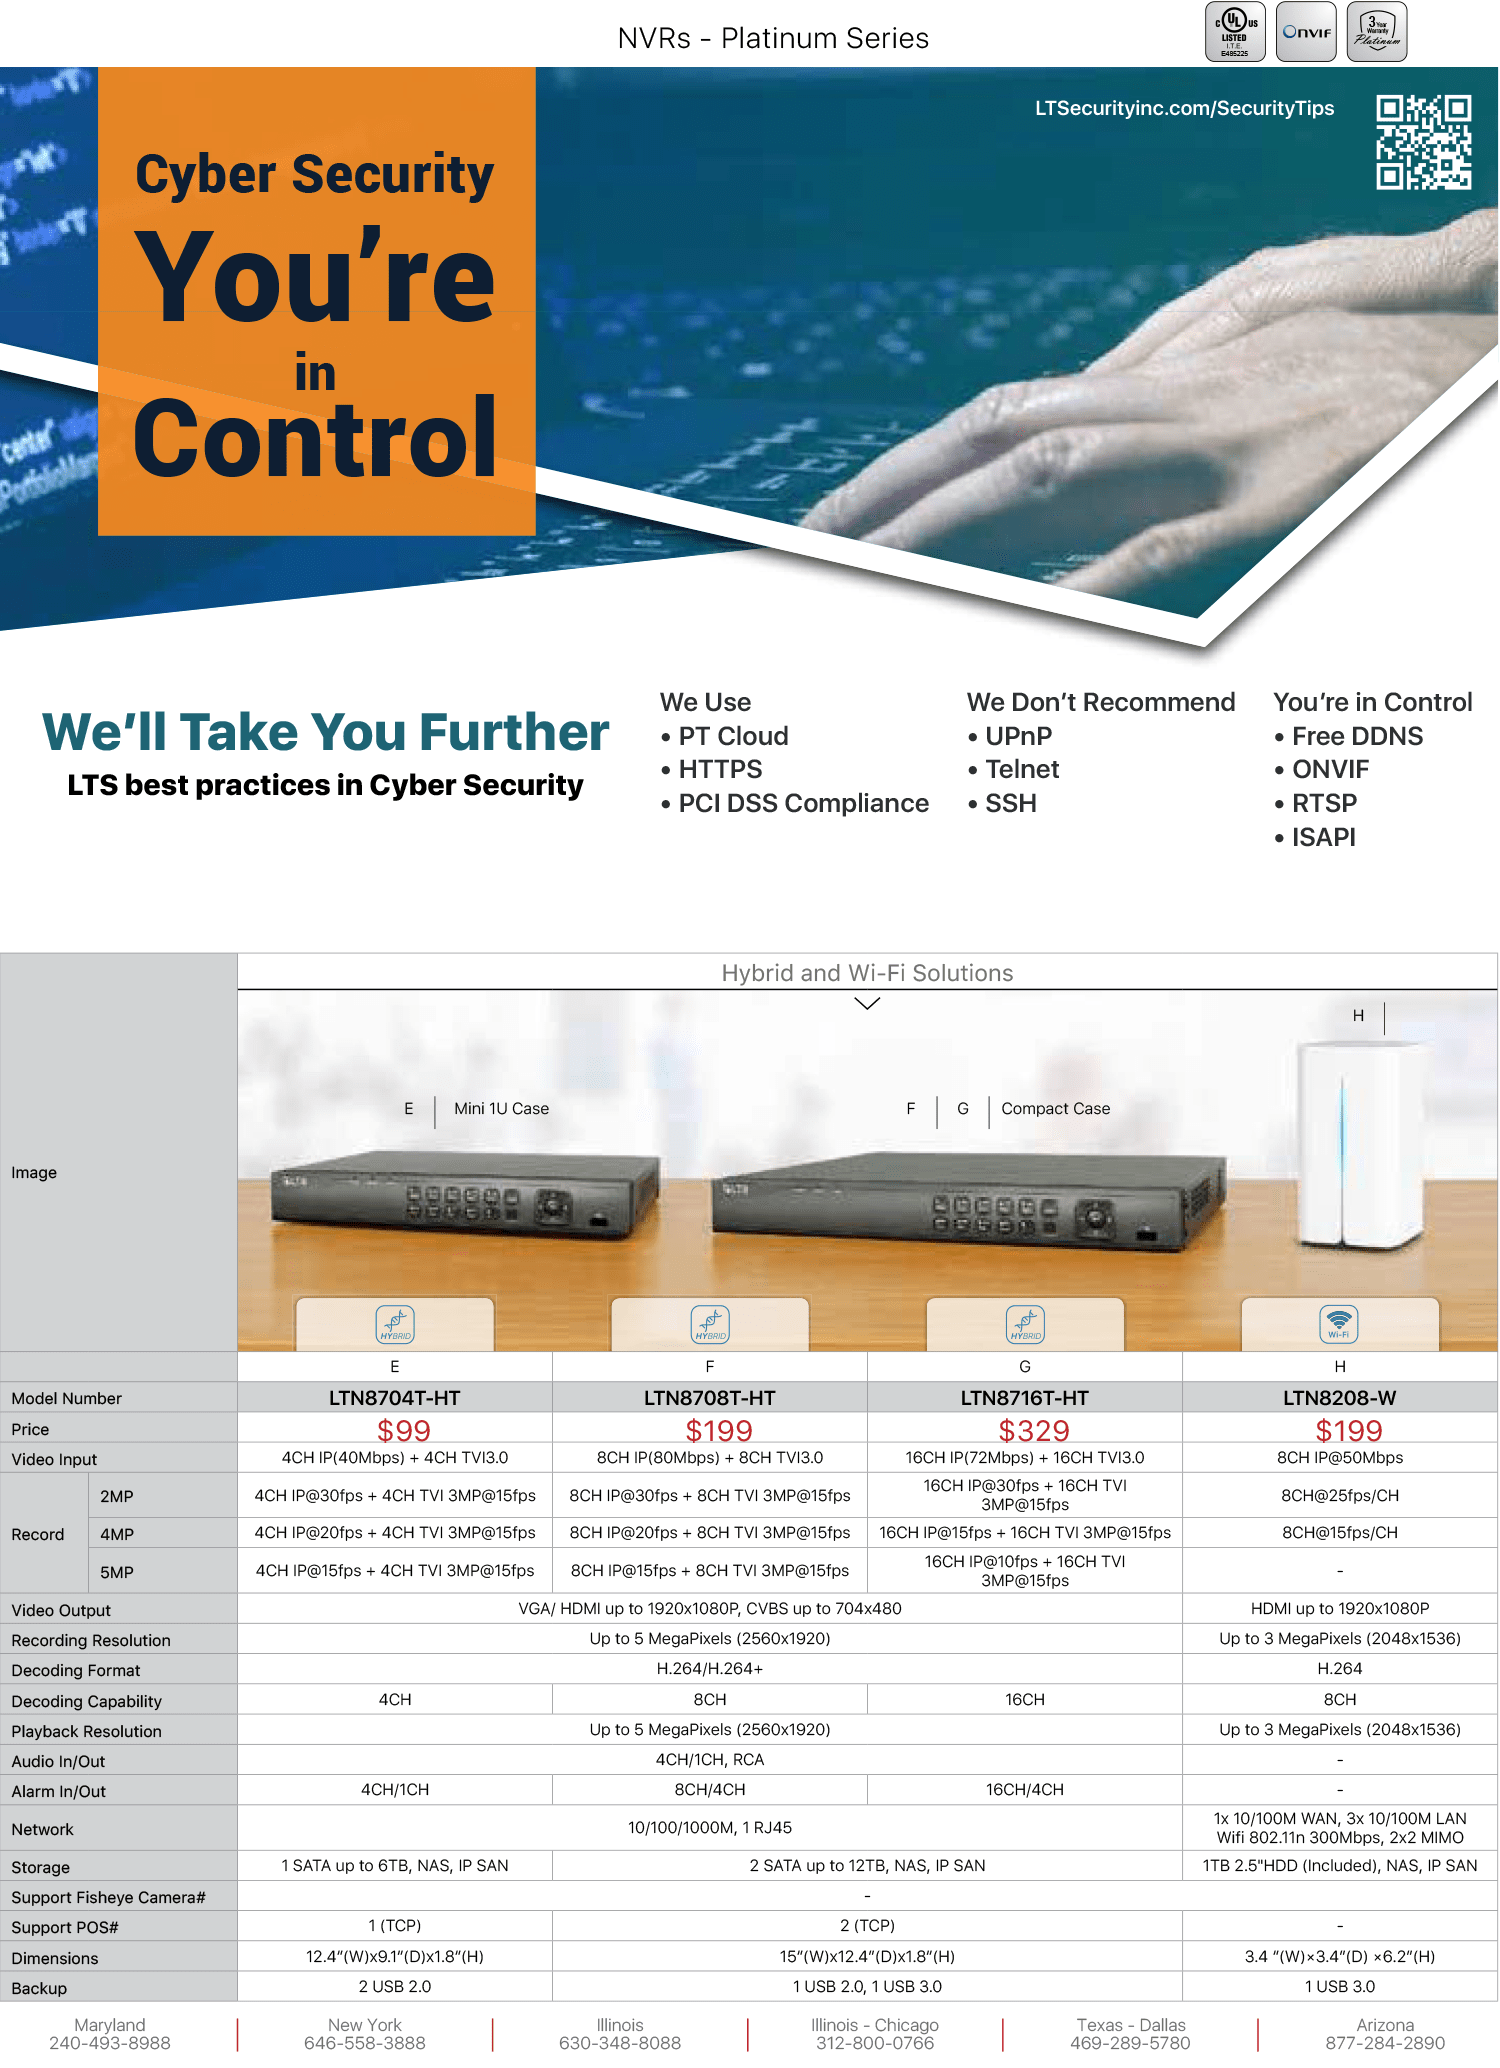 NVRs - Platinum Series
C UL US
LISTED
I.T.E.
E485225
ONVIF
3 Year
Warranty
Platinum
LTSecurityinc.com/SecurityTips
Cyber Security
You're
in
Control
"center"
We'll Take You Further
LTS best practices in Cyber Security
We Use
• PT Cloud
• HTTPS
• PCI DSS Compliance
We Don't Recommend
• UPnP
• Telnet
• SSH
You're in Control
• Free DDNS
• ONVIF
• RTSP
• ISAPI
Hybrid and Wi-Fi Solutions
Image
E | Mini 1U Case
F | G | Compact Case
H |
LTS
LTS
HYBRID
HYBRID
HYBRID
Wi-Fi
E F G H
Model Number LTN8704T-HT LTN8708T-HT LTN8716T-HT LTN8208-W
Price $99 $199 $329 $199
Video Input 4CH IP(40Mbps) + 4CH TVI3.0 8CH IP(80Mbps) + 8CH TVI3.0 16CH IP(72Mbps) + 16CH TVI3.0 8CH IP@50Mbps
Record
2MP 4CH IP@30fps + 4CH TVI 3MP@15fps 8CH IP@30fps + 8CH TVI 3MP@15fps 16CH IP@30fps + 16CH TVI
3MP@15fps 8CH@25fps/CH
4MP 4CH IP@20fps + 4CH TVI 3MP@15fps 8CH IP@20fps + 8CH TVI 3MP@15fps 16CH IP@15fps + 16CH TVI 3MP@15fps 8CH@15fps/CH
5MP 4CH IP@15fps + 4CH TVI 3MP@15fps 8CH IP@15fps + 8CH TVI 3MP@15fps 16CH IP@10fps + 16CH TVI
3MP@15fps -
Video Output VGA/ HDMI up to 1920x1080P, CVBS up to 704x480 HDMI up to 1920x1080P
Recording Resolution Up to 5 MegaPixels (2560x1920) Up to 3 MegaPixels (2048x1536)
Decoding Format H.264/H.264+ H.264
Decoding Capability 4CH 8CH 16CH 8CH
Playback Resolution Up to 5 MegaPixels (2560x1920) Up to 3 MegaPixels (2048x1536)
Audio In/Out 4CH/1CH, RCA -
Alarm In/Out 4CH/1CH 8CH/4CH 16CH/4CH -
Network 10/100/1000M, 1 RJ45 1x 10/100M WAN, 3x 10/100M LAN
Wifi 802.11n 300Mbps, 2x2 MIMO
Storage 1 SATA up to 6TB, NAS, IP SAN 2 SATA up to 12TB, NAS, IP SAN 1TB 2.5"HDD (Included), NAS, IP SAN
Support Fisheye Camera# -
Support POS# 1 (TCP) 2 (TCP) -
Dimensions 12.4"(W)x9.1"(D)x1.8"(H) 15"(W)x12.4"(D)x1.8"(H) 3.4 "(W)×3.4"(D) ×6.2"(H)
Backup 2 USB 2.0 1 USB 2.0, 1 USB 3.0 1 USB 3.0
Maryland New York Illinois Illinois - Chicago Texas - Dallas Arizona
240-493-8988 646-558-3888 630-348-8088 312-800-0766 469-289-5780 877-284-2890